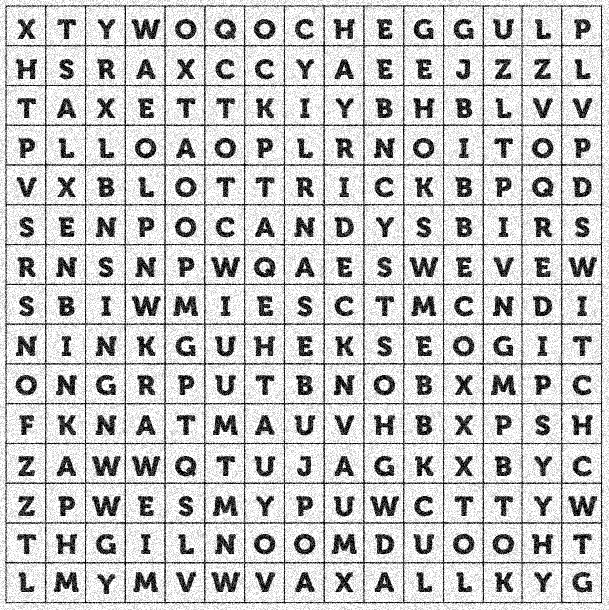 X T Y W O Q O C H E G G U L P
H S R A X C C Y A E E J Z Z L
T A X E T T K I Y B H B L V V
P L L O A O P L R N O I T O P
V X B L O T T R I C K B P Q D
S E N P O C A N D Y S B I R S
R N S N P W Q A E S W E V E W
S B I W M I E S C T M C N D I
N I N K G U H E K S E O G I T
O N G R P U T B N O B X M P C
F K N A T M A U V H B X P S H
Z A W W Q T U J A G K X B Y C
Z P W E S M Y P U W C T T Y W
T H G I L N O O M D U O O H T
L M Y M V W V A X A L L K Y G